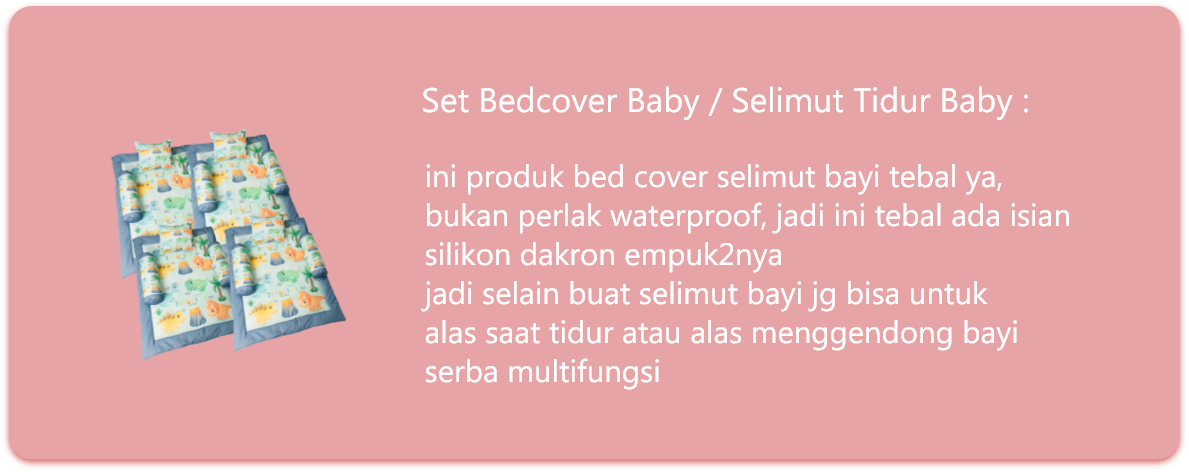 Set Bedcover Baby / Selimut Tidur Baby :
ini produk bed cover selimut bayi tebal ya,
bukan perlak waterproof, jadi ini tebal ada isian
silikon dakron empuk2nya
jadi selain buat selimut bayi jg bisa untuk
alas saat tidur atau alas menggendong bayi
serba multifungsi